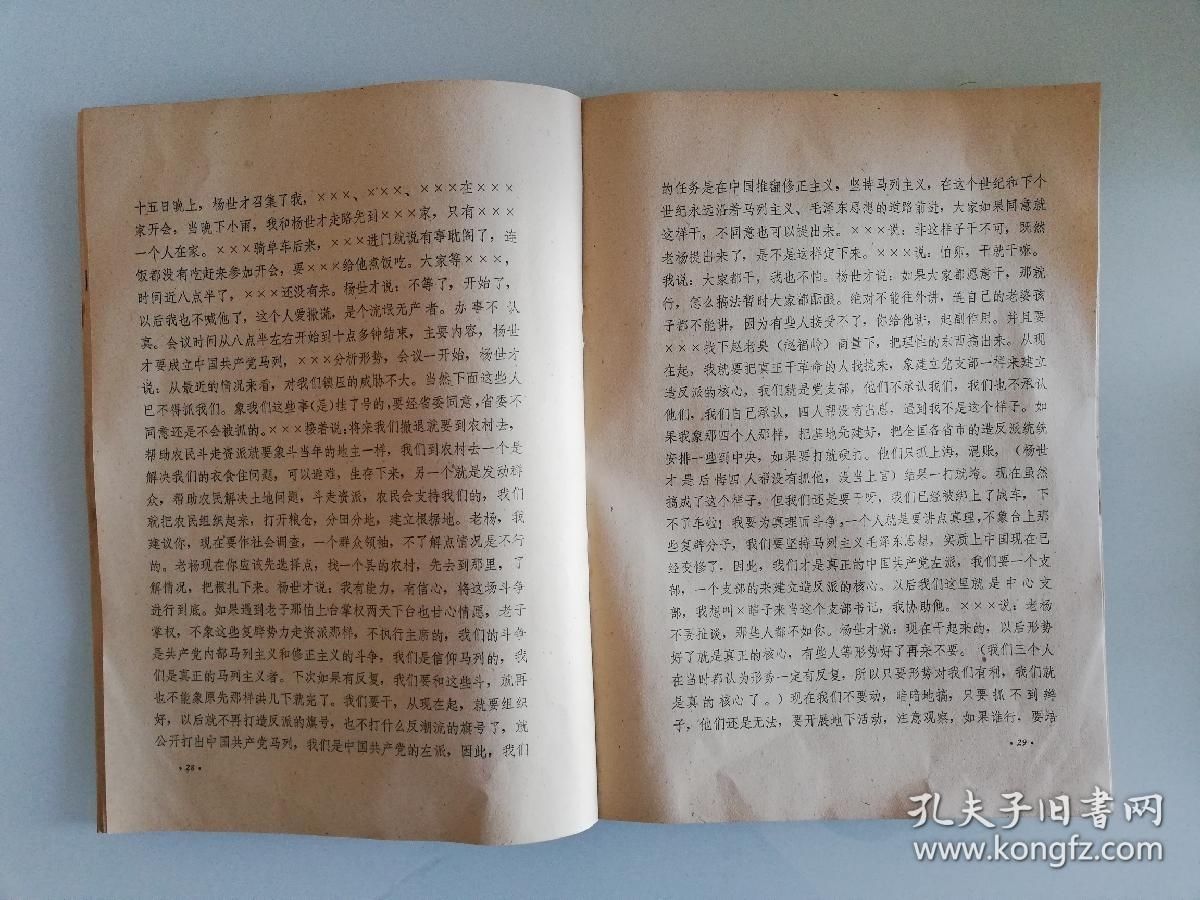 十五日晚上，杨世才召集了我，×××、×××、×××在×××
家开会，当晚下小雨，我和杨世才走路先到×××家，只有×××
一个人在家。×××骑单车后来，×××进门就说有事耽阁了，连
饭都没有吃赶来参加开会，要×××给他煮饭吃。大家等×××，
时间近八点半了，×××还没有来。杨世才说：不等了，开始了，
以后我也不喊他了，这个人爱撒谎，是个流氓无产者。办事不认
真。会议时间从八点半左右开始到十点多钟结束，主要内容，杨世
才要成立中国共产党马列，×××分析形势，会议一开始，杨世才
说：从最近的情况来看，对我们镇压的威胁不大。当然下面这些人
巴不得抓我们。象我们这些事(是)挂了号的，要经省委同意，省委不
同意还是不会被抓的。×××接着说：将来我们撤退就要到农村去，
帮助农民斗走资派就要象斗当年的地主一样，我们到农村去一个是
解决我们的衣食住问题，可以避难，生存下来，另一个就是发动群
众，帮助农民解决土地问题，斗走资派，农民会支持我们的，我们
就把农民组织起来，打开粮仓，分田分地，建立根据地。老杨，我
建议你，现在要作社会调查，一个群众领袖，不了解点情况是不行
的。老杨现在你应该先选择点，找一个县的农村，先去到那里，了
解情况，把根扎下来。杨世才说：我有能力，有信心，将这场斗争
进行到底。如果遇到老子那怕上台掌权两天下台也甘心情愿，老子
掌权，不象这些复辟势力走资派那样，不执行主席的，我们的斗争
是共产党内部马列主义和修正主义的斗争，我们是信仰马列的，我
们是真正的马列主义者。下次如果有反复，我们要和这些斗，就再
也不能象原先那样洪几下就完了。我们要干，从现在起，就要组织
好，以后就不再打造反派的旗号，也不打什么反潮流的旗号了，就
公开打出中国共产党马列，我们是中国共产党的左派，因此，我们
·28·
的任务是在中国推翻修正主义，坚持马列主义，在这个世纪和下个
世纪永远沿着马列主义、毛泽东思想的道路前进，大家如果同意就
这样干，不同意也可以提出来。×××说：非这样子干不可，既然
老杨提出来了，是不是这样定下来。×××说：怕卵，干就干嘛。
我说：大家都干，我也不怕。杨世才说：如果大家都愿意干，那就
行，怎么搞法暂时大家都酝酿。绝对不能往外讲，连自己的老婆孩
子都不能讲，因为有些人接受不了，你给他讲，起副作用。并且要
×××找下赵老奥（赵福岭）商量下，把理性的东西搞出来。从现
在起，我就要把真正干革命的人找找来，象建立党支部一样来建立
造反派的核心，我们就是党支部，他们不承认我们，我们也不承认
他们，我们自己承认，四人帮没有出息，遇到我不是这个样子。如
果我象那四个人那样，把基地先建好，把全国各省市的造反派统统
安排一些到中央，如果要打就硬打。他们只抓上海，混账，（杨世
才是后悔四人帮没有抓他，没当上官）结果一打就垮。现在虽然
搞成了这个样子，但我们还是要干呀，我们已经被绑上了战车，下
不了车啦！我要为真理而斗争，一个人就是要讲点真理，不象台上那
些复辟分子，我们要坚持马列主义毛泽东思想，实质上中国现在已
经变修了。因此，我们才是真正的中国共产党左派，我们要一个支
部，一个支部的来建立造反派的核心。以后我们这里就是中心支
部，我想叫×瞎子来当这个支部书记，我协助他。×××说：老杨
不要扯谈，那些人都不如你。杨世才说：现在干起来的，以后形势
好了就是真正的核心，有些人等形势好了再来不要。（我们三个人
在当时都认为形势一定有反复，所以只要形势对我们有利，我们就
是真的核心了。）现在我们不要动，暗暗地搞，只要抓不到辫
子，他们还是无法，要开展地下活动，注意观察，如果谁行，要培
·29·
孔夫子旧书网
www.kongfz.com